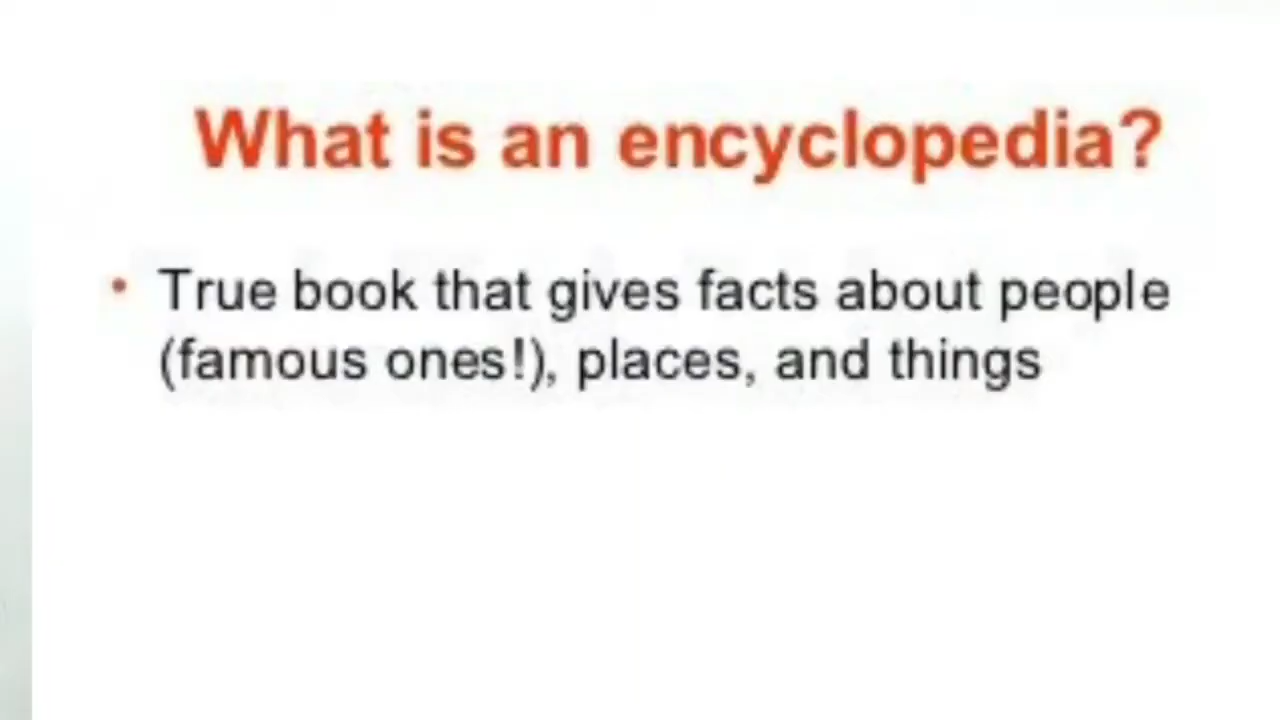 What is an encyclopedia?
• True book that gives facts about people
(famous ones!), places, and things